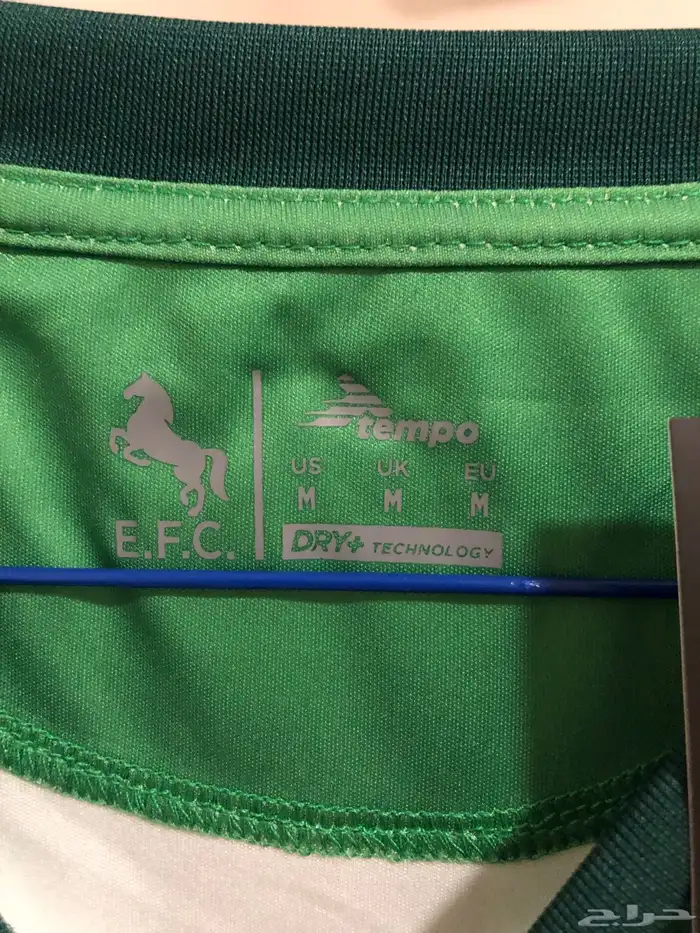 tempo
US UK EU
M M M
E.F.C.
DRY+ TECHNOLOGY
حراج